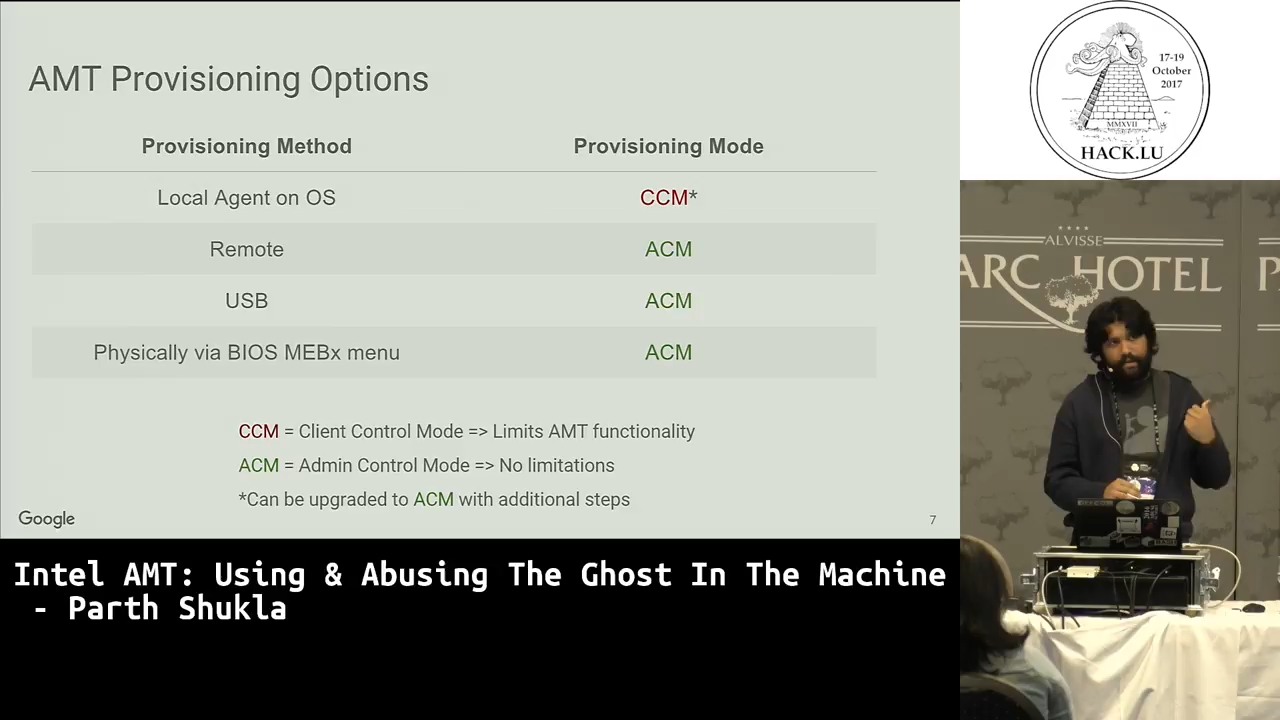 AMT Provisioning Options
Provisioning Method Provisioning Mode
Local Agent on OS CCM*
Remote ACM
USB ACM
Physically via BIOS MEBx menu ACM
CCM = Client Control Mode => Limits AMT functionality
ACM = Admin Control Mode => No limitations
*Can be upgraded to ACM with additional steps
Google
7
17-19
October
2017
MMXVII
HACK.LU
ALVISSE
PARC HOTEL
P
Intel AMT: Using & Abusing The Ghost In The Machine
- Parth Shukla